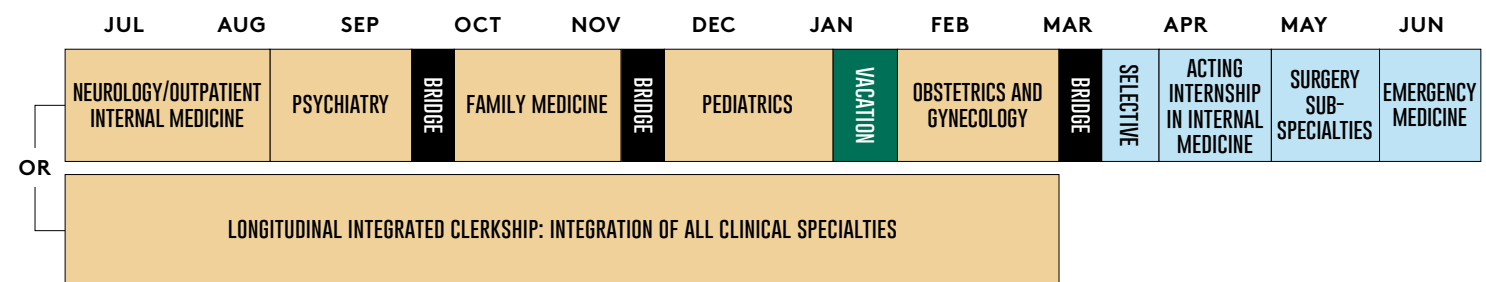 JUL AUG SEP OCT NOV DEC JAN FEB MAR APR MAY JUN
NEUROLOGY/OUTPATIENT
INTERNAL MEDICINE
PSYCHIATRY
BRIDGE
FAMILY MEDICINE
BRIDGE
PEDIATRICS
VACATION
OBSTETRICS AND
GYNECOLOGY
BRIDGE
SELECTIVE
ACTING
INTERNSHIP
IN INTERNAL
MEDICINE
SURGERY
SUB-
SPECIALTIES
EMERGENCY
MEDICINE
OR
LONGITUDINAL INTEGRATED CLERKSHIP: INTEGRATION OF ALL CLINICAL SPECIALTIES